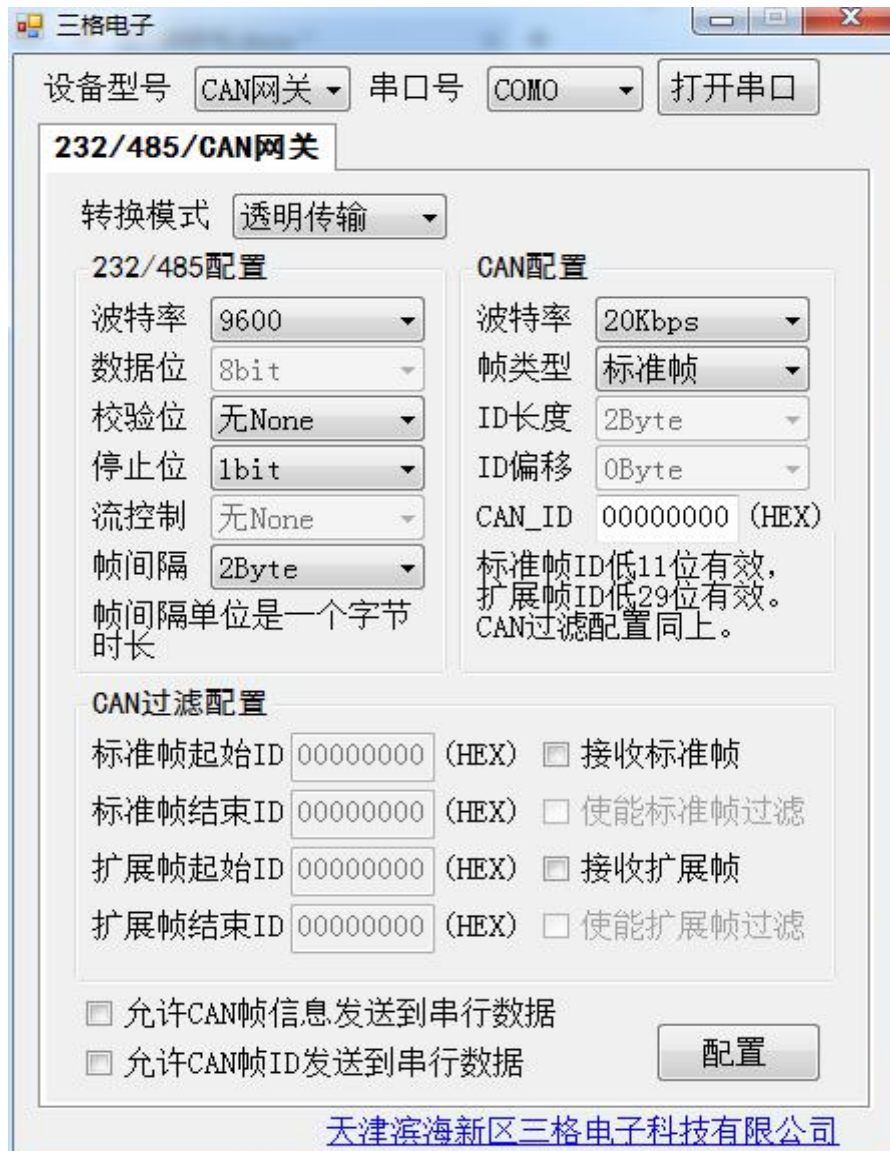 三格电子
设备型号 CAN网关 串口号 COM0 打开串口
232/485/CAN网关
转换模式 透明传输
232/485配置
波特率 9600
数据位 8bit
校验位 无None
停止位 1bit
流控制 无None
帧间隔 2Byte
帧间隔单位是一个字节
时长
CAN配置
波特率 20Kbps
帧类型 标准帧
ID长度 2Byte
ID偏移 0Byte
CAN_ID 00000000 (HEX)
标准帧ID低11位有效,
扩展帧ID低29位有效。
CAN过滤配置同上。
CAN过滤配置
标准帧起始ID 00000000 (HEX) 接收标准帧
标准帧结束ID 00000000 (HEX) 使能标准帧过滤
扩展帧起始ID 00000000 (HEX) 接收扩展帧
扩展帧结束ID 00000000 (HEX) 使能扩展帧过滤
允许CAN帧信息发送到串行数据
允许CAN帧ID发送到串行数据
配置
天津滨海新区三格电子科技有限公司